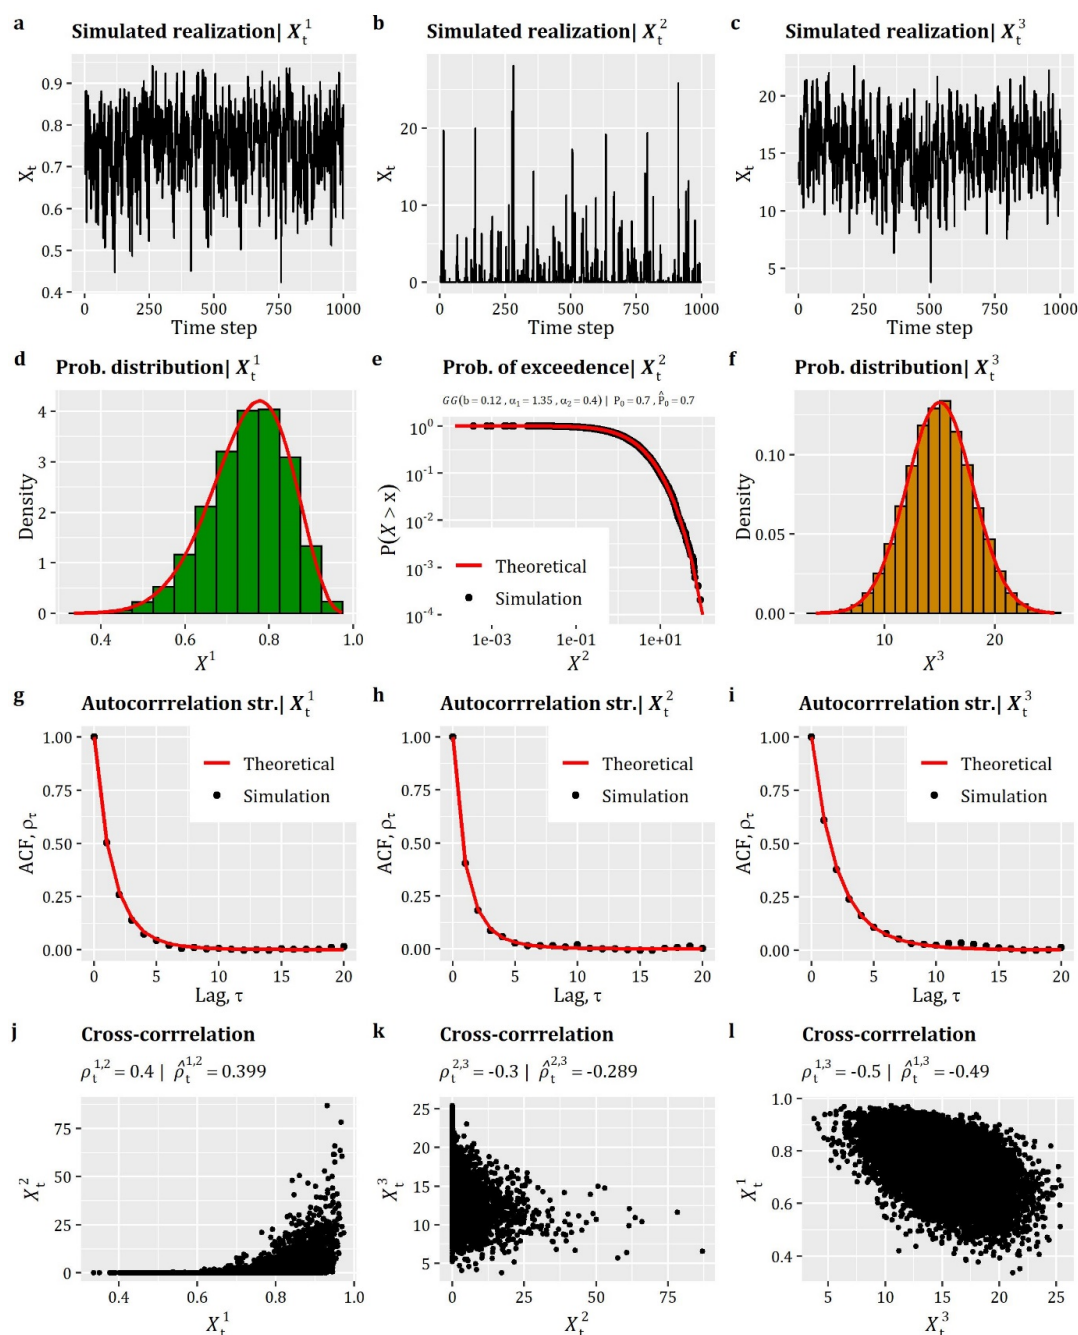 a Simulated realization| X_t^1
b Simulated realization| X_t^2
c Simulated realization| X_t^3
X_t
0.9
0.8
0.7
0.6
0.5
0.4
0 250 500 750 1000
Time step
X_t
20
10
0
0 250 500 750 1000
Time step
X_t
20
15
10
5
0 250 500 750 1000
Time step
d Prob. distribution| X_t^1
e Prob. of exceedence| X_t^2
f Prob. distribution| X_t^3
Density
4
3
2
1
0
0.4 0.6 0.8 1.0
X^1
GG(b = 0.12 , α_1 = 1.35 , α_2 = 0.4) | P_0 = 0.7 , P̂_0 = 0.7
P(X > x)
10^0
10^-1
10^-2
10^-3
10^-4
Theoretical
Simulation
1e-03 1e-01 1e+01
X^2
Density
0.10
0.05
0.00
10 20
X^3
g Autocorrrelation str.| X_t^1
h Autocorrrelation str.| X_t^2
i Autocorrrelation str.| X_t^3
ACF, ρ_τ
1.00
0.75
0.50
0.25
0.00
Theoretical
Simulation
0 5 10 15 20
Lag, τ
ACF, ρ_τ
1.00
0.75
0.50
0.25
0.00
Theoretical
Simulation
0 5 10 15 20
Lag, τ
ACF, ρ_τ
1.00
0.75
0.50
0.25
0.00
Theoretical
Simulation
0 5 10 15 20
Lag, τ
j Cross-corrrelation
k Cross-corrrelation
l Cross-corrrelation
ρ_t^1,2 = 0.4 | ρ̂_t^1,2 = 0.399
ρ_t^2,3 = -0.3 | ρ̂_t^2,3 = -0.289
ρ_t^1,3 = -0.5 | ρ̂_t^1,3 = -0.49
X_t^2
75
50
25
0
0.4 0.6 0.8 1.0
X_t^1
X_t^3
25
20
15
10
5
0 25 50 75
X_t^2
X_t^1
1.0
0.8
0.6
0.4
5 10 15 20 25
X_t^3